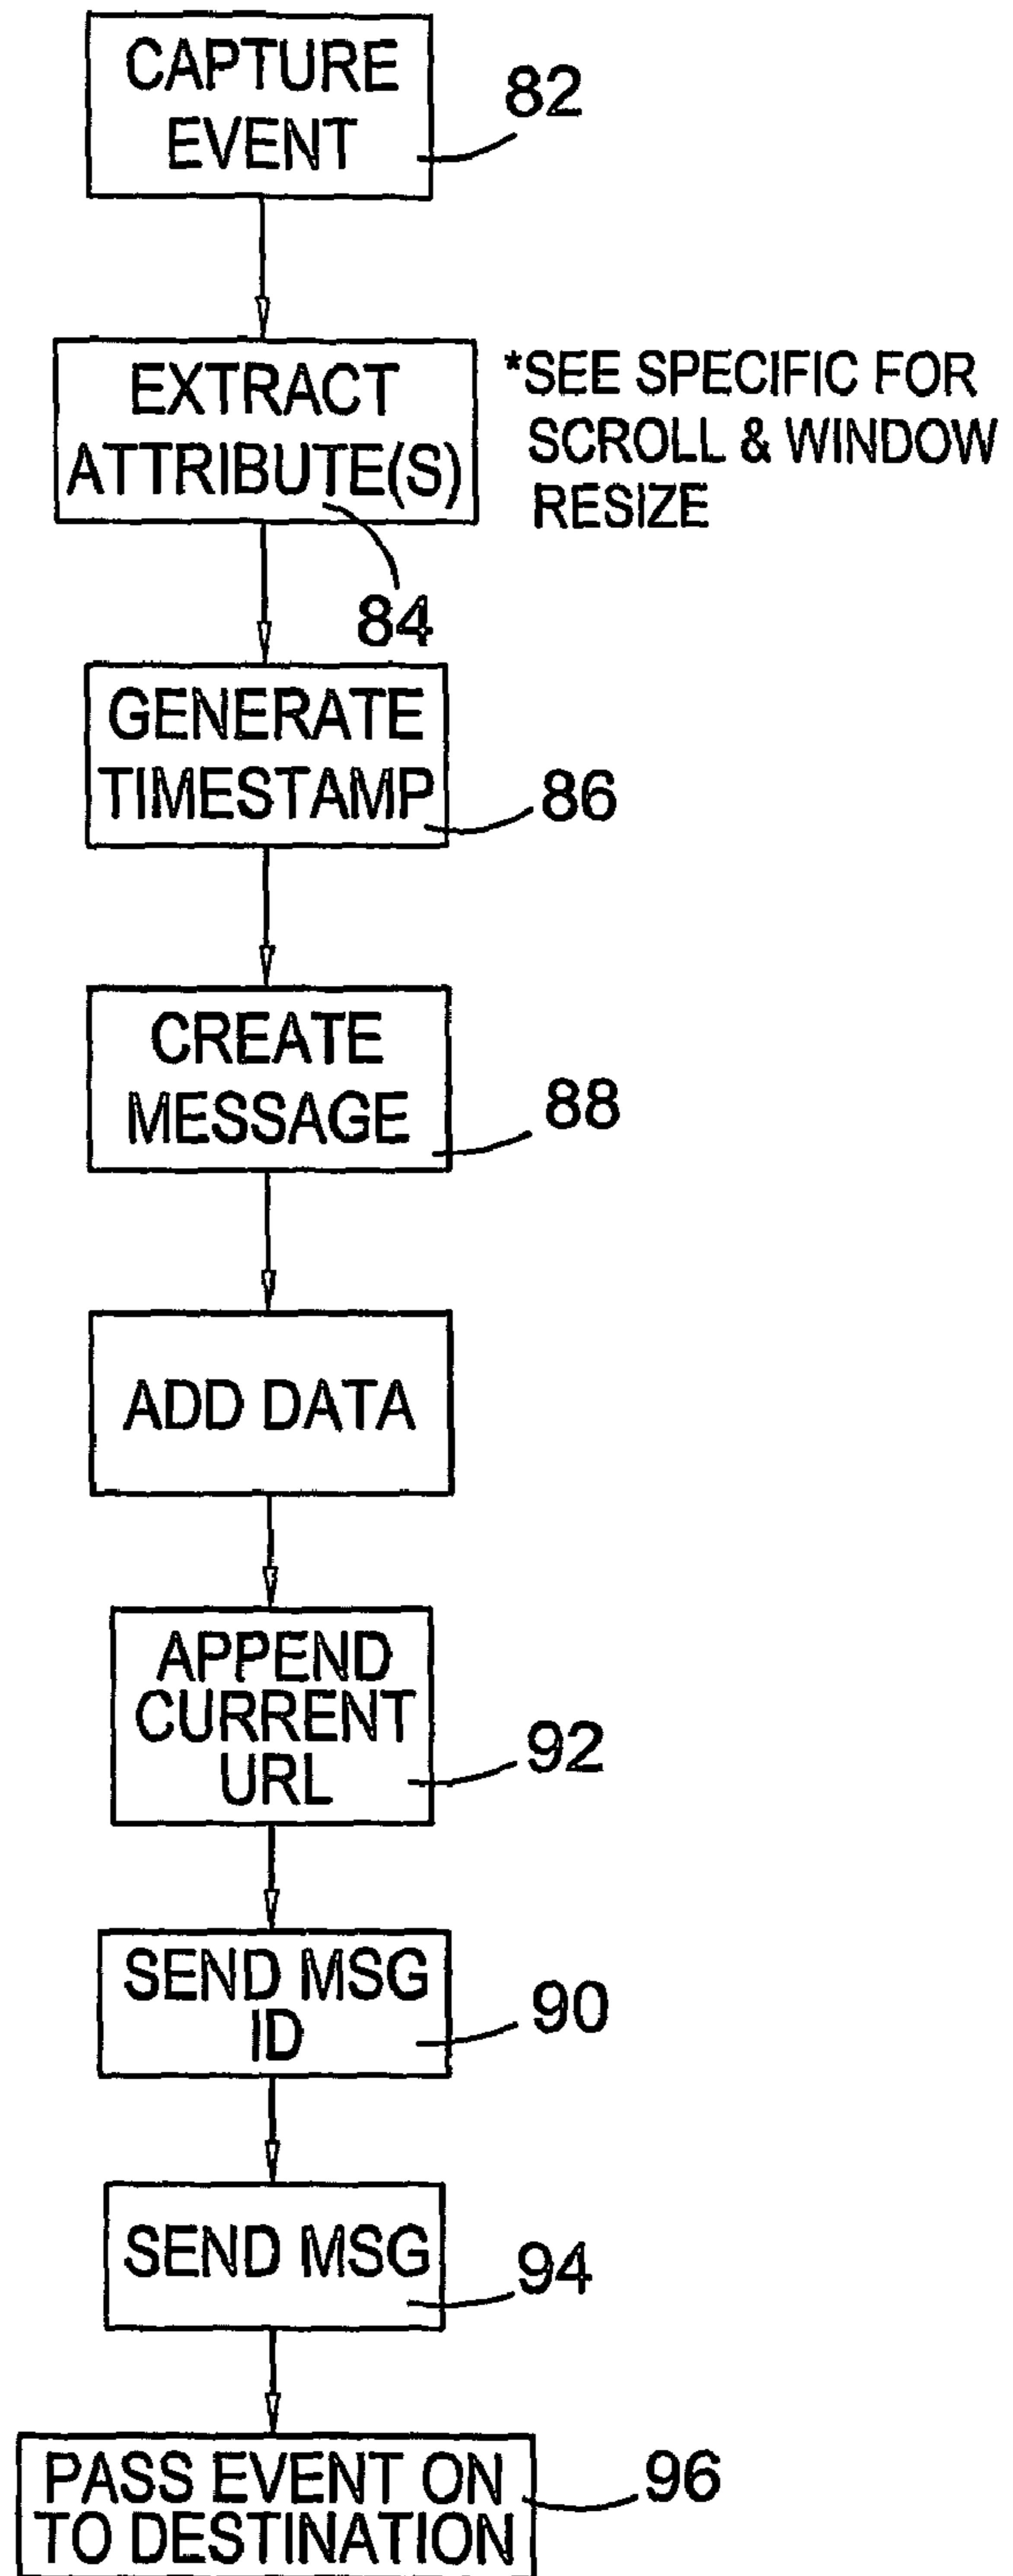 CAPTURE
EVENT
82
EXTRACT
ATTRIBUTE(S)
*SEE SPECIFIC FOR
SCROLL & WINDOW
RESIZE
84
GENERATE
TIMESTAMP
86
CREATE
MESSAGE
88
ADD DATA
APPEND
CURRENT
URL
92
SEND MSG
ID
90
SEND MSG
94
PASS EVENT ON
TO DESTINATION
96